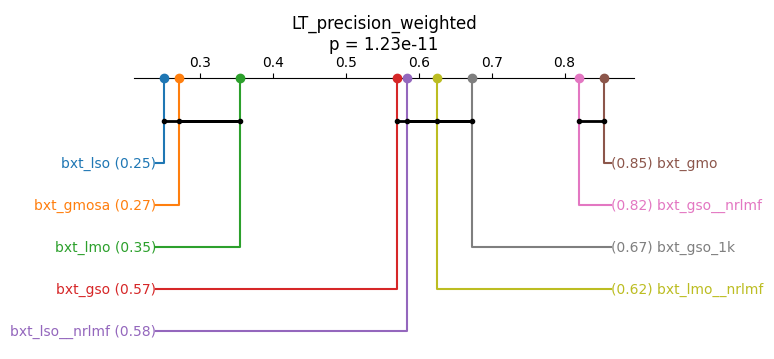 LT_precision_weighted
p = 1.23e-11
0.3 0.4 0.5 0.6 0.7 0.8
bxt_lso (0.25)
(0.85) bxt_gmo
bxt_gmosa (0.27)
(0.82) bxt_gso__nrlmf
bxt_lmo (0.35)
(0.67) bxt_gso_1k
bxt_gso (0.57)
(0.62) bxt_lmo__nrlmf
bxt_lso__nrlmf (0.58)